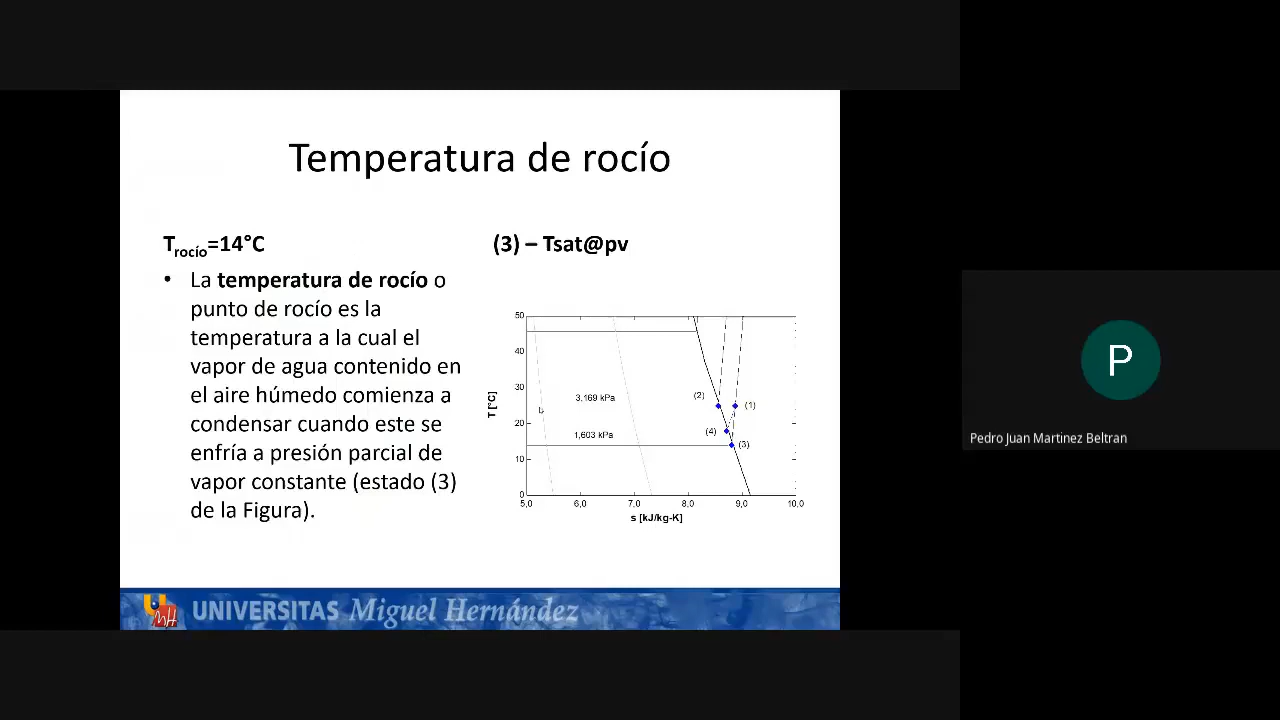 Temperatura de rocío
Trocío=14°C
• La temperatura de rocío o
punto de rocío es la
temperatura a la cual el
vapor de agua contenido en
el aire húmedo comienza a
condensar cuando este se
enfría a presión parcial de
vapor constante (estado (3)
de la Figura).
(3) – Tsat@pv
50
40
30
20
10
0
T [°C]
3,169 kPa
1,603 kPa
(2)
(1)
(4)
(3)
5,0 6,0 7,0 8,0 9,0 10,0
s [kJ/kg-K]
UNIVERSITAS Miguel Hernández
P
Pedro Juan Martinez Beltran